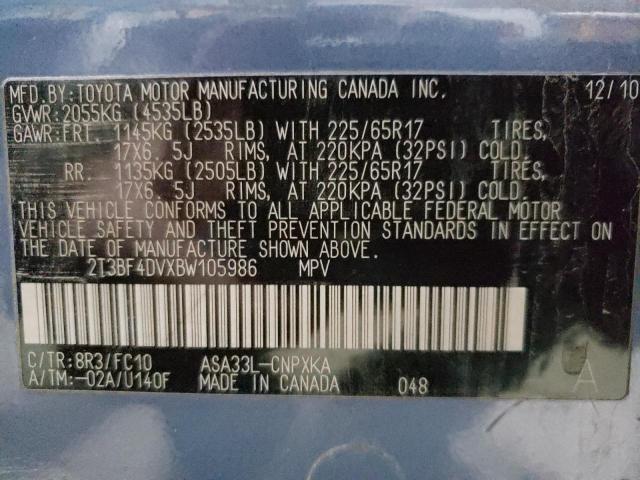 MFD.BY:TOYOTA MOTOR MANUFACTURING CANADA INC. 12/10
GVWR:2055KG (4535LB)
GAWR:FRT. 1145KG (2535LB) WITH 225/65R17 TIRES,
17X6. 5J RIMS, AT 220KPA (32PSI) COLD.
RR. 1135KG (2505LB) WITH 225/65R17 TIRES,
17X6. 5J RIMS, AT 220KPA (32PSI) COLD.
THIS VEHICLE CONFORMS TO ALL APPLICABLE FEDERAL MOTOR
VEHICLE SAFETY AND THEFT PREVENTION STANDARDS IN EFFECT ON
THE DATE OF MANUFACTURE SHOWN ABOVE.
2T3BF4DVXBW105986 MPV
C/TR:8R3/FC10 ASA33L-CNPXKA
A/TM:-02A/U140F MADE IN CANADA 048 A